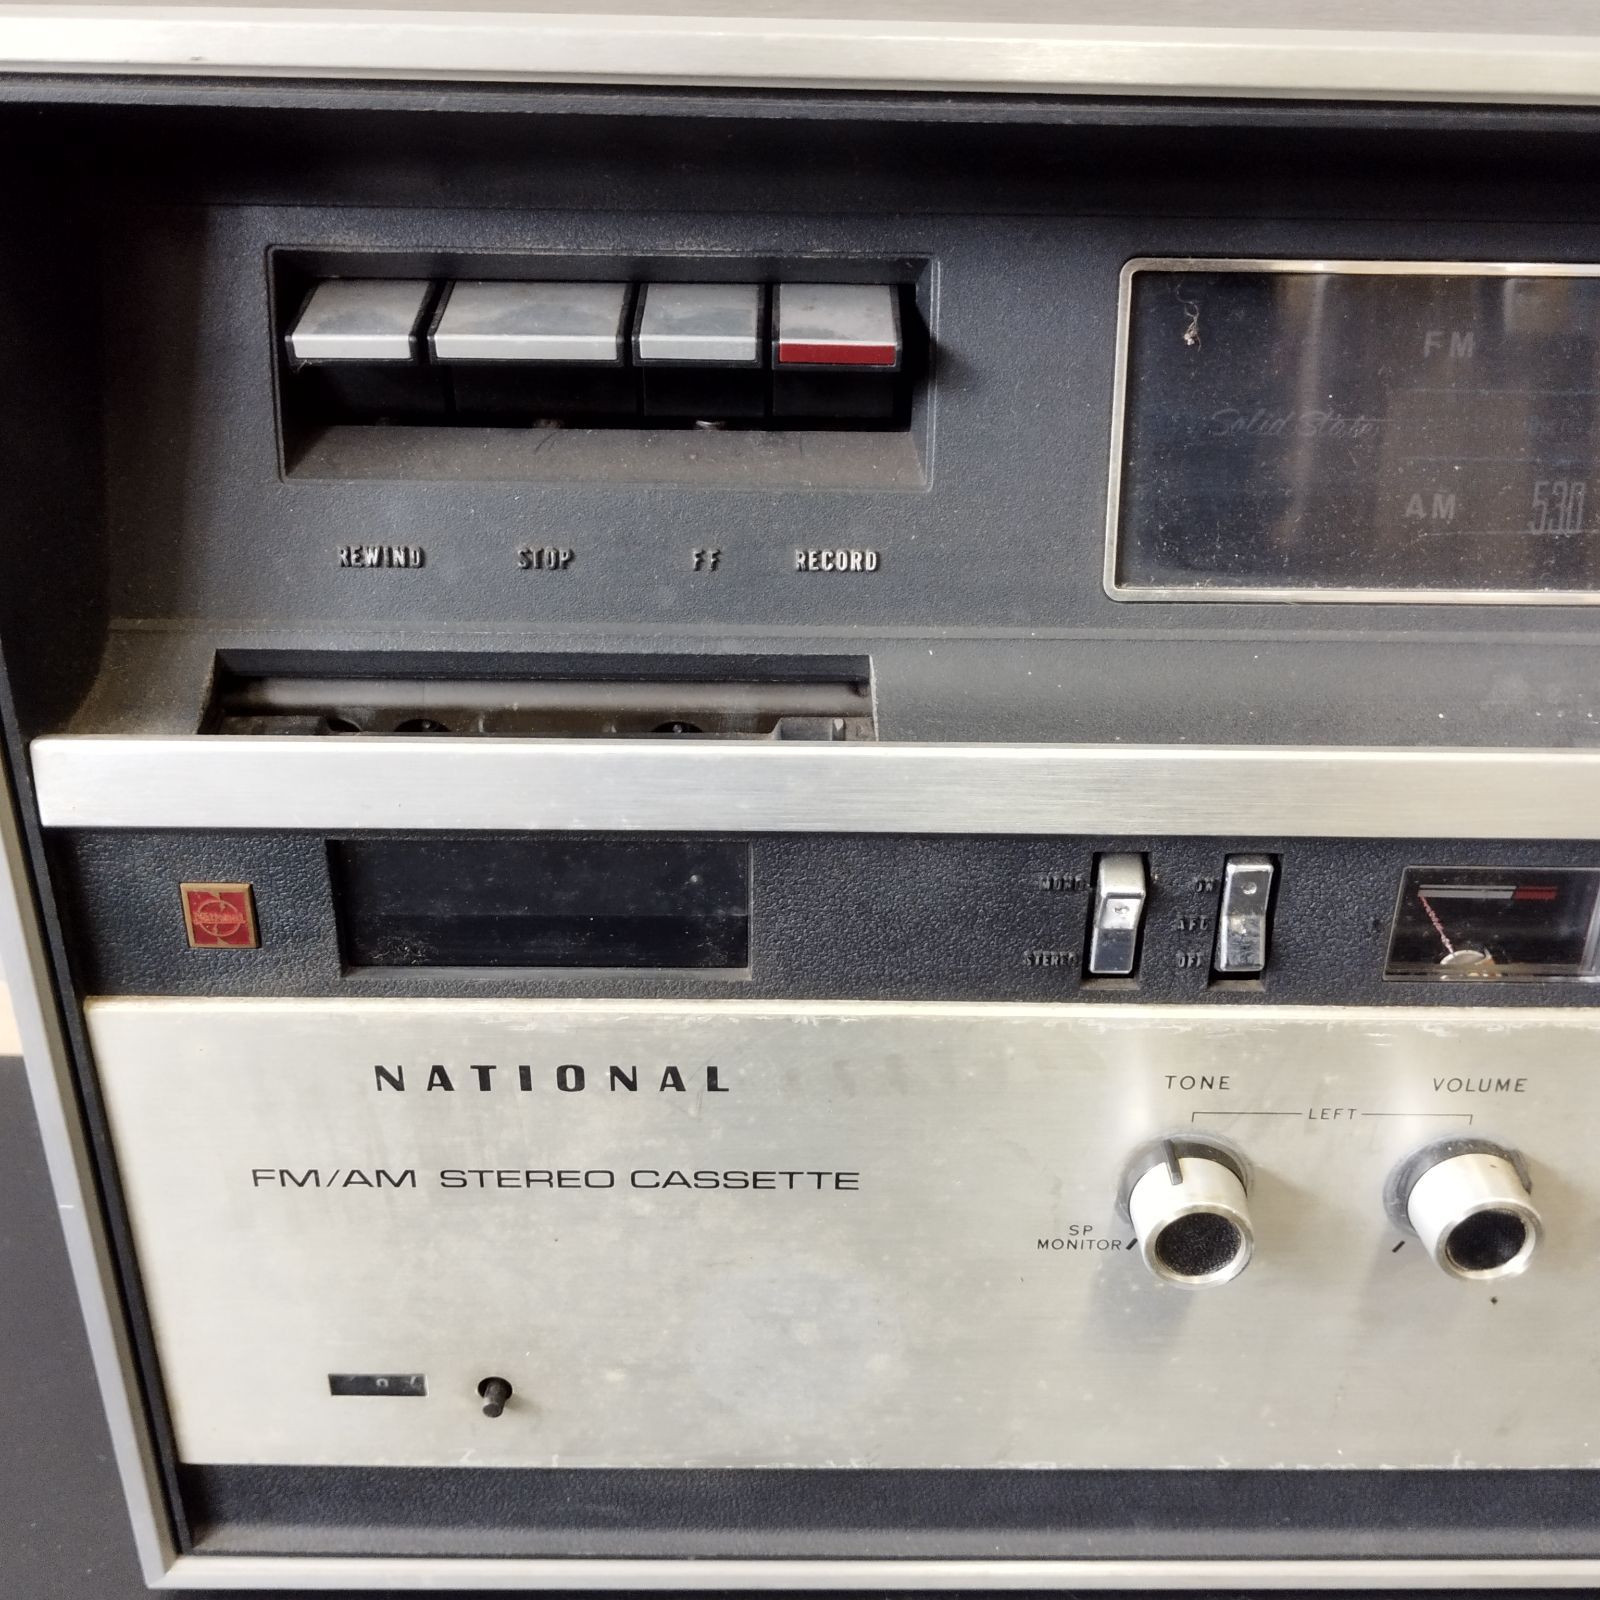 FM
Solid State
AM 530
REWIND STOP FF RECORD
MONO
STEREO
ON
AFC
OFF
National
NATIONAL
FM/AM STEREO CASSETTE
TONE VOLUME
LEFT
SP
MONITOR